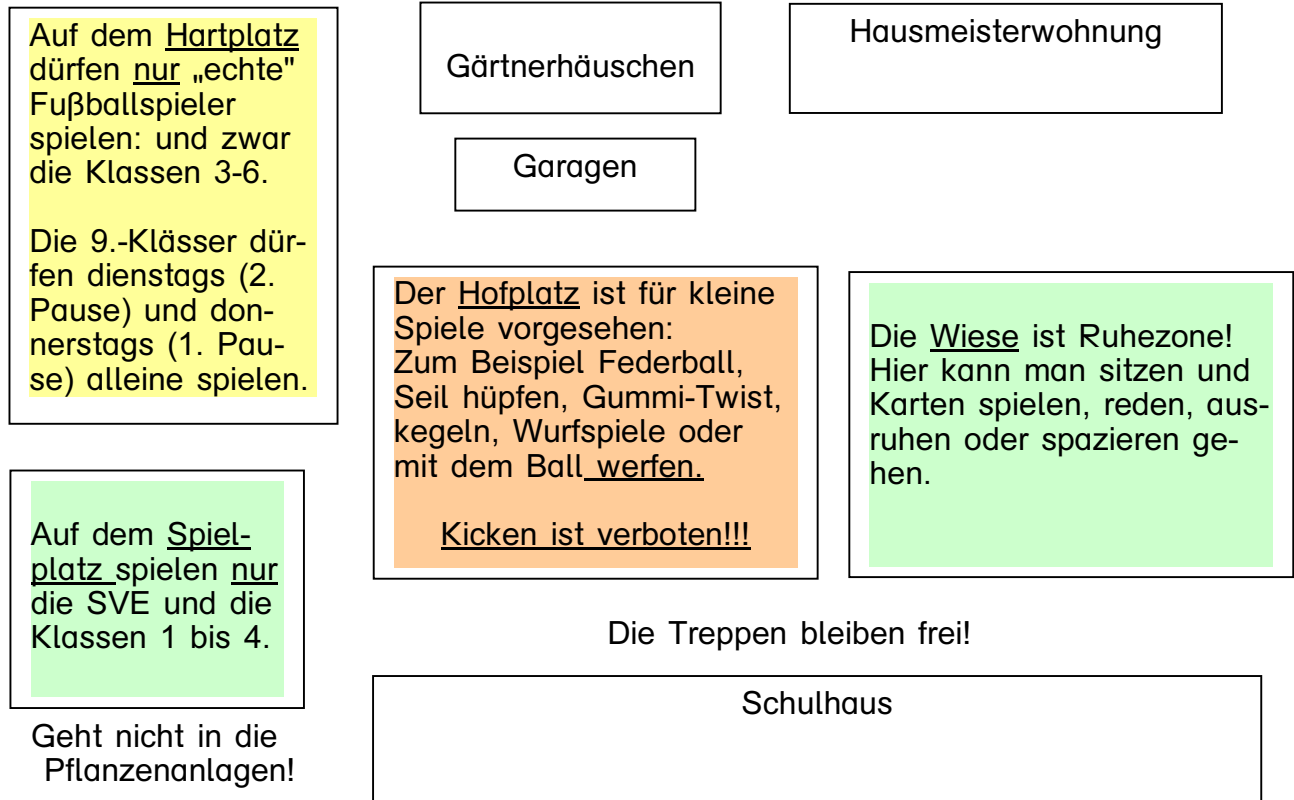 Auf dem Hartplatz
dürfen nur „echte"
Fußballspieler
spielen: und zwar
die Klassen 3-6.
Die 9.-Klässer dür-
fen dienstags (2.
Pause) und don-
nerstags (1. Pau-
se) alleine spielen.
Gärtnerhäuschen
Hausmeisterwohnung
Garagen
Der Hofplatz ist für kleine
Spiele vorgesehen:
Zum Beispiel Federball,
Seil hüpfen, Gummi-Twist,
kegeln, Wurfspiele oder
mit dem Ball werfen.
Kicken ist verboten!!!
Die Wiese ist Ruhezone!
Hier kann man sitzen und
Karten spielen, reden, aus-
ruhen oder spazieren ge-
hen.
Auf dem Spiel-
platz spielen nur
die SVE und die
Klassen 1 bis 4.
Geht nicht in die
Pflanzenanlagen!
Die Treppen bleiben frei!
Schulhaus